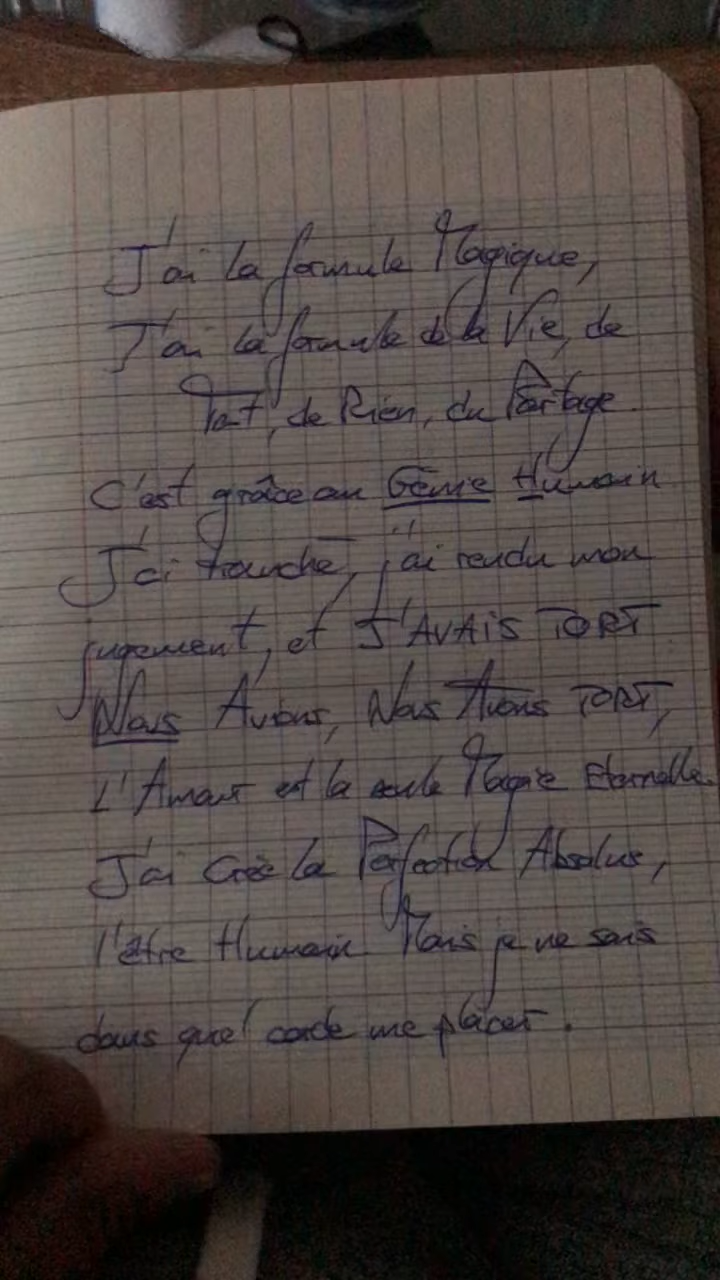 J'ai la formule Magique,
J'ai la formule de la Vie, de
Tout, de Rien, du Partage.
C'est grâce au Génie Humain
J'ai tranché, j'ai rendu mon
jugement, et J'AVAIS TORT.
Nous Avions, Nous Avons TORT,
L'Amour est la seule Magie Eternelle.
J'ai Créé la Perfection Absolue,
l'être Humain. Mais je ne sais
dans quel me placer.